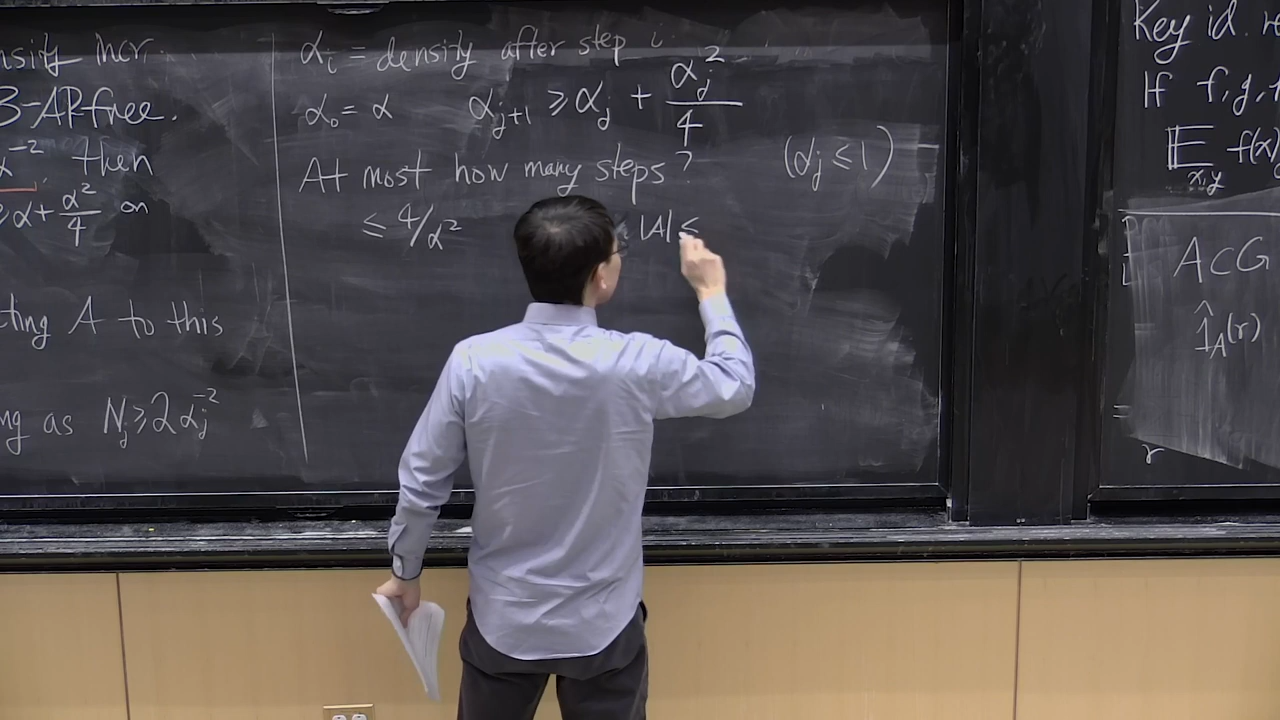 nsity incr.
3-AP-free.
α⁻², then
≥ α + α²/4 on
ting A to this
ng as Nⱼ ≥ 2αⱼ⁻²
αᵢ = density after step i
α₀ = α αⱼ₊₁ ≥ αⱼ + αⱼ²/4
(αⱼ ≤ 1)
At most how many steps?
≤ 4/α² |A| ≤
Key id.
If f, g,
𝔼 f(x)
x,y
A ⊂ G
1̂_A(r)
=
r